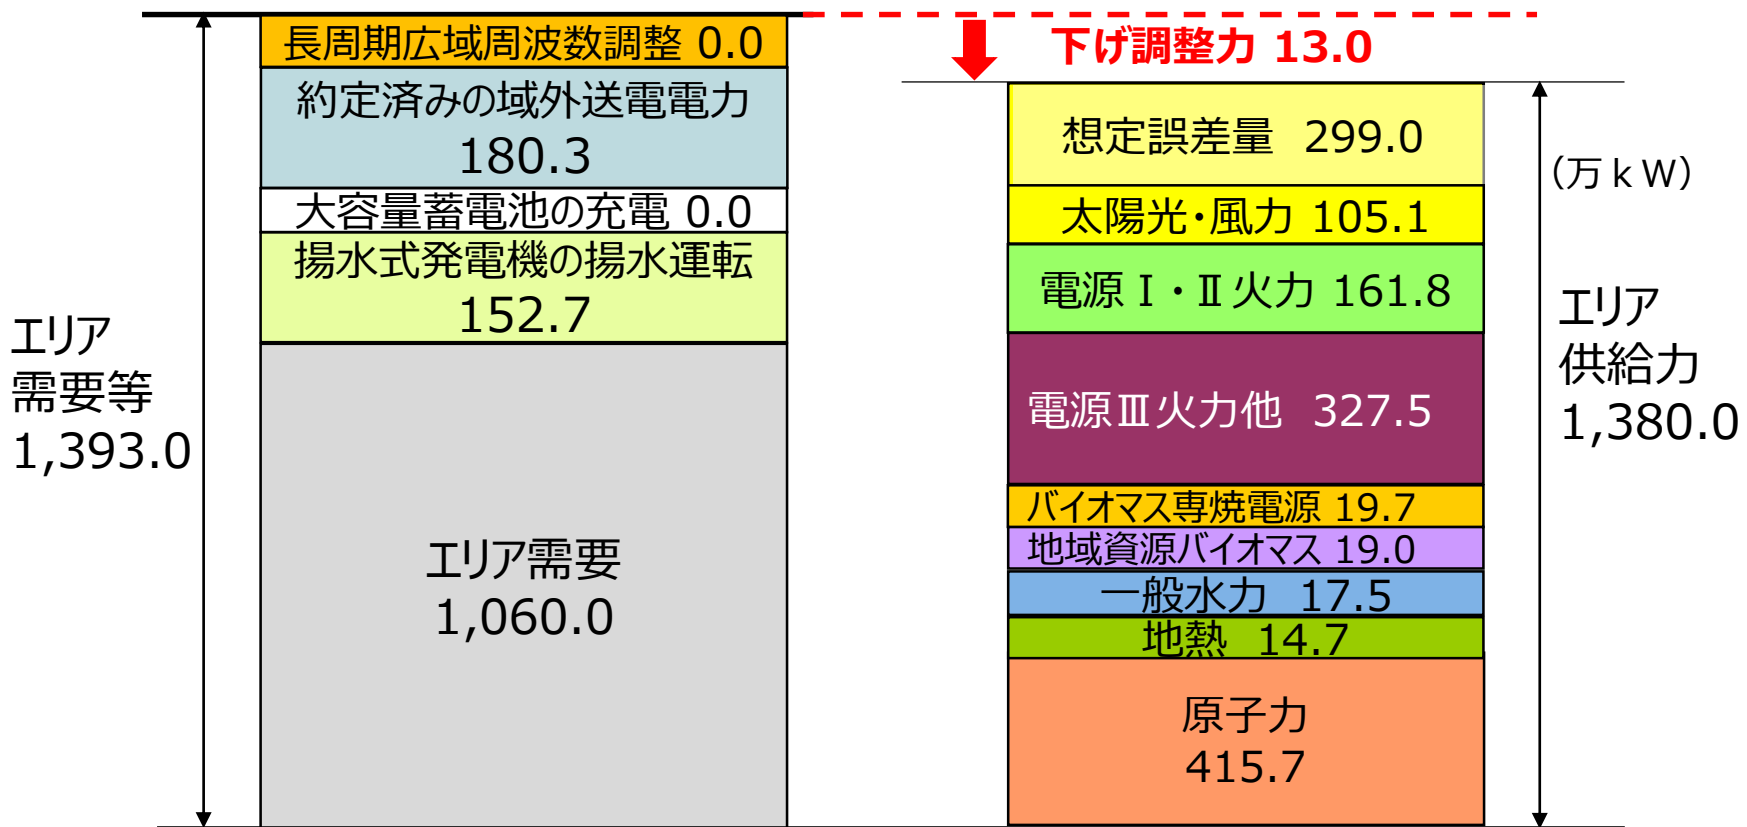 長周期広域周波数調整 0.0
約定済みの域外送電電力
180.3
大容量蓄電池の充電 0.0
揚水式発電機の揚水運転
152.7
エリア
需要等
1,393.0
エリア需要
1,060.0
下げ調整力 13.0
想定誤差量 299.0
(万ｋＷ)
太陽光・風力 105.1
電源Ⅰ・Ⅱ火力 161.8
電源Ⅲ火力他 327.5
バイオマス専焼電源 19.7
地域資源バイオマス 19.0
一般水力 17.5
地熱 14.7
原子力
415.7
エリア
供給力
1,380.0